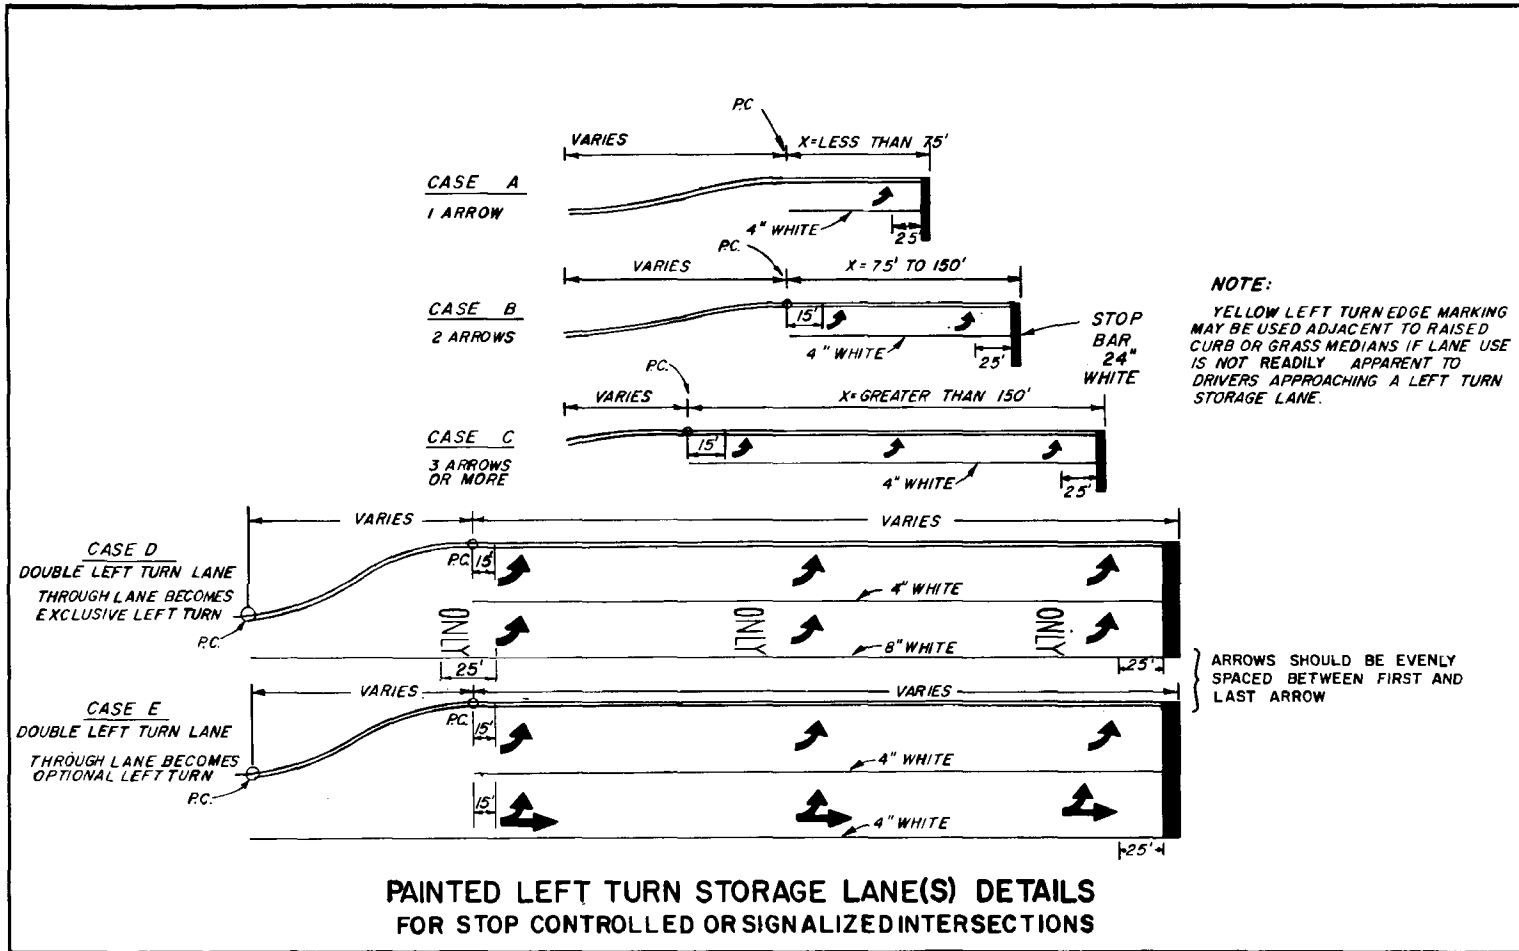 P.C
VARIES
X=LESS THAN 75'
CASE A
1 ARROW
4" WHITE
25'
P.C.
VARIES
X=75' TO 150'
CASE B
2 ARROWS
15'
4" WHITE
25'
STOP
BAR
24"
WHITE
NOTE:
YELLOW LEFT TURN EDGE MARKING
MAY BE USED ADJACENT TO RAISED
CURB OR GRASS MEDIANS IF LANE USE
IS NOT READILY APPARENT TO
DRIVERS APPROACHING A LEFT TURN
STORAGE LANE.
P.C.
VARIES
X=GREATER THAN 150'
CASE C
3 ARROWS
OR MORE
15'
4" WHITE
25'
VARIES
VARIES
CASE D
DOUBLE LEFT TURN LANE
THROUGH LANE BECOMES
EXCLUSIVE LEFT TURN
P.C.
P.C.
15'
4" WHITE
ONLY
ONLY
ONLY
8" WHITE
25'
25'
ARROWS SHOULD BE EVENLY
SPACED BETWEEN FIRST AND
LAST ARROW
VARIES
VARIES
CASE E
DOUBLE LEFT TURN LANE
THROUGH LANE BECOMES
OPTIONAL LEFT TURN
P.C.
P.C.
15'
4" WHITE
15'
4" WHITE
25'
PAINTED LEFT TURN STORAGE LANE(S) DETAILS
FOR STOP CONTROLLED OR SIGNALIZED INTERSECTIONS